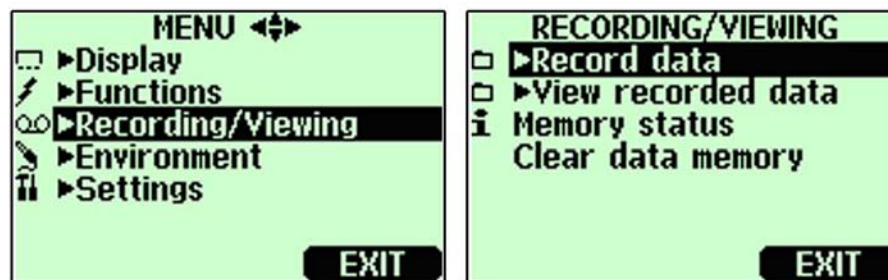 MENU
►Display
►Functions
►Recording/Viewing
►Environment
►Settings
EXIT
RECORDING/VIEWING
►Record data
►View recorded data
Memory status
Clear data memory
EXIT